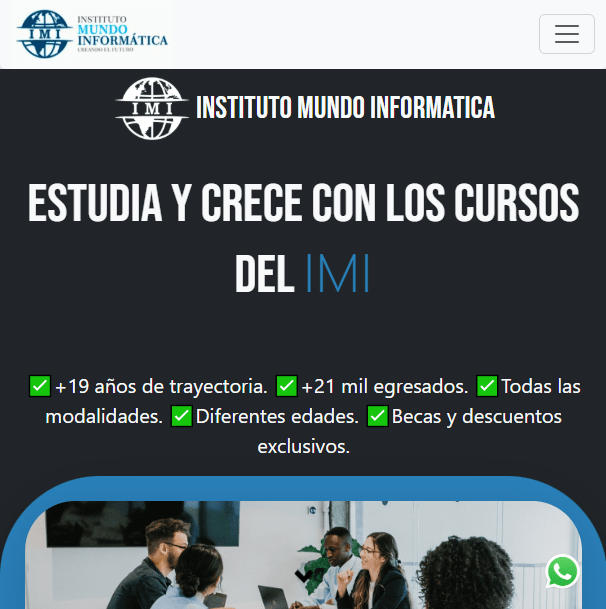 INSTITUTO
MUNDO
IMI
INFORMÁTICA
CREANDO EL FUTURO
IMI INSTITUTO MUNDO INFORMATICA
ESTUDIA Y CRECE CON LOS CURSOS
DEL IMI
✅ +19 años de trayectoria. ✅ +21 mil egresados. ✅ Todas las
modalidades. ✅ Diferentes edades. ✅ Becas y descuentos
exclusivos.